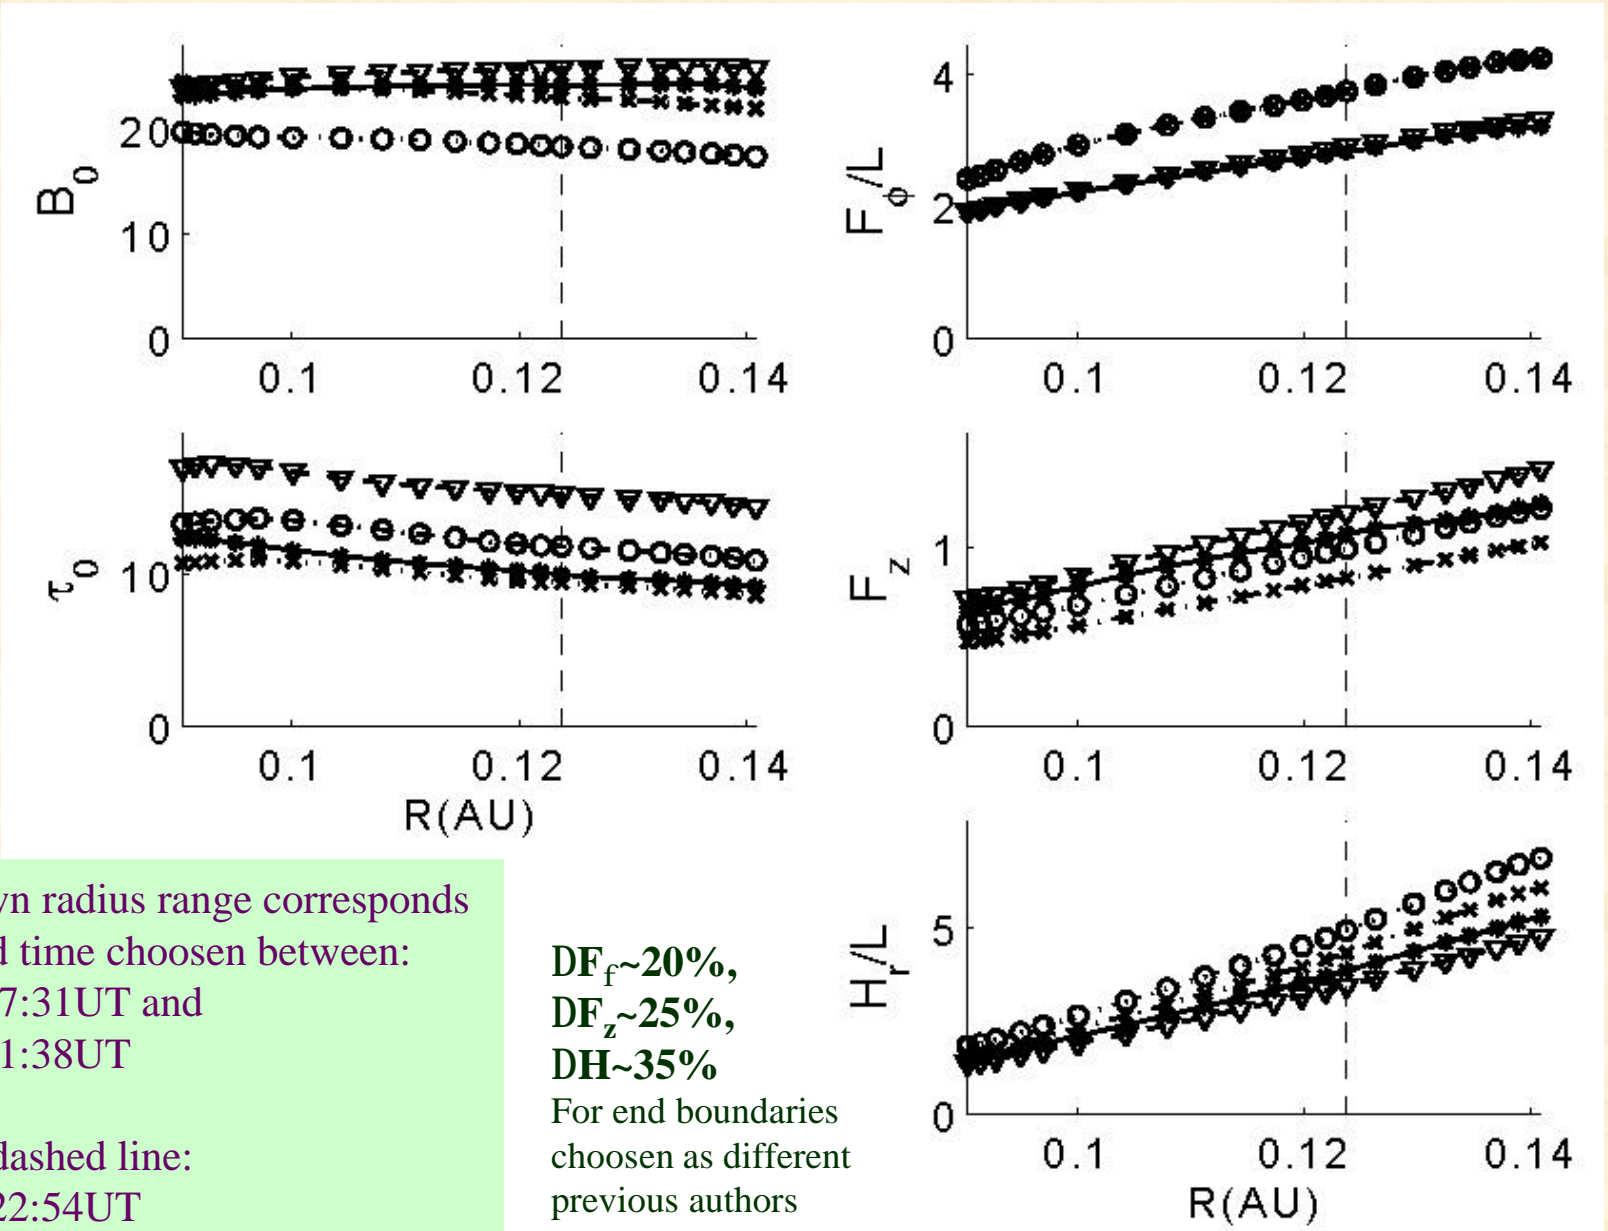 B0
20
10
0
0.1 0.12 0.14
Fϕ/L
4
2
0
0.1 0.12 0.14
τ0
10
0
0.1 0.12 0.14
R(AU)
Fz
1
0
0.1 0.12 0.14
Hr/L
5
0
0.1 0.12 0.14
R(AU)
radius range corresponds
time choosen between:
7:31UT and
1:38UT
dashed line:
22:54UT
DFf~20%,
DFz~25%,
DH~35%
For end boundaries
choosen as different
previous authors